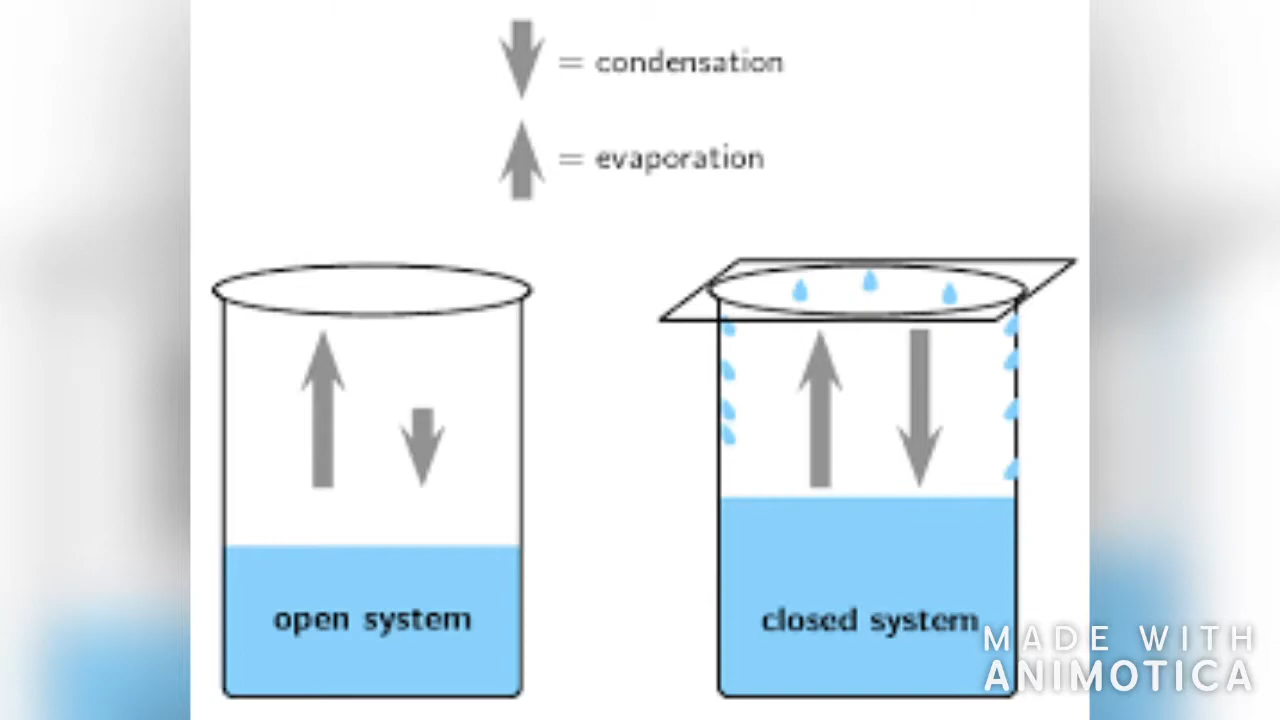 = condensation
= evaporation
open system
closed system
MADE WITH
ANIMOTICA